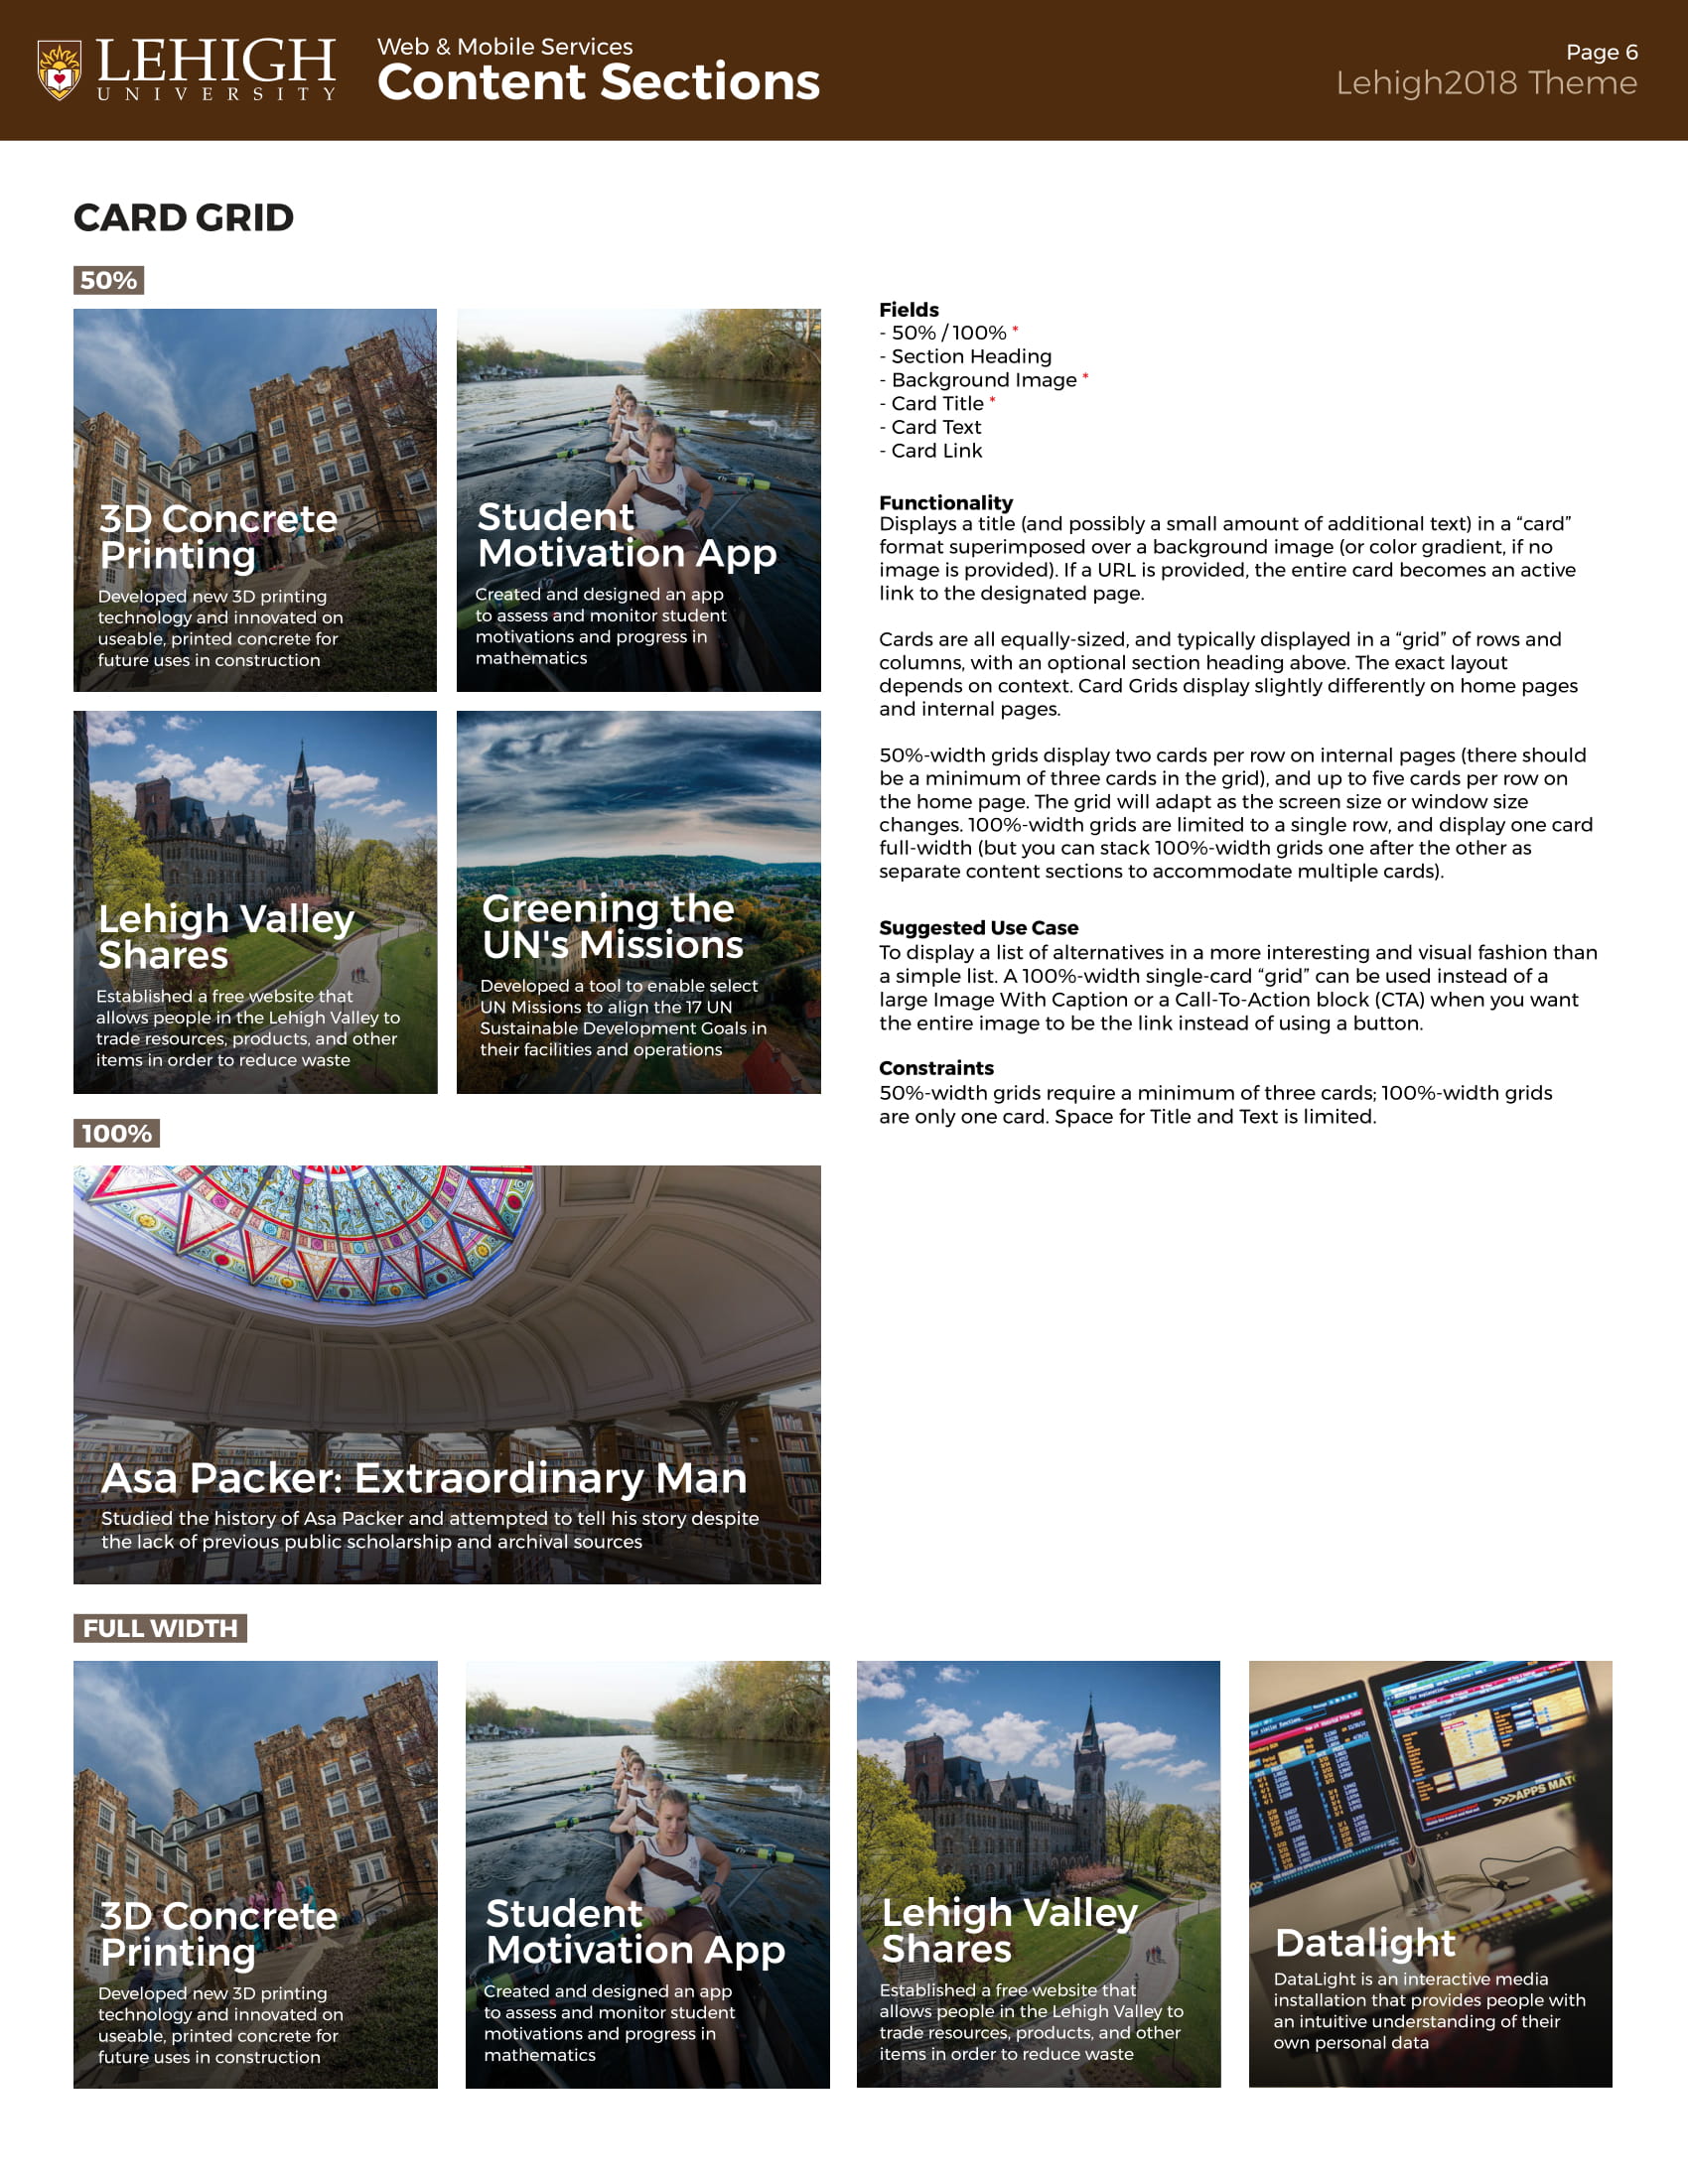 LEHIGH
UNIVERSITY
Web & Mobile Services
Content Sections
Page 6
Lehigh2018 Theme
CARD GRID
50%
3D Concrete
Printing
Developed new 3D printing
technology and innovated on
useable, printed concrete for
future uses in construction
Student
Motivation App
Created and designed an app
to assess and monitor student
motivations and progress in
mathematics
Lehigh Valley
Shares
Established a free website that
allows people in the Lehigh Valley to
trade resources, products, and other
items in order to reduce waste
Greening the
UN's Missions
Developed a tool to enable select
UN Missions to align the 17 UN
Sustainable Development Goals in
their facilities and operations
100%
Asa Packer: Extraordinary Man
Studied the history of Asa Packer and attempted to tell his story despite
the lack of previous public scholarship and archival sources
Fields
- 50% / 100% *
- Section Heading
- Background Image *
- Card Title *
- Card Text
- Card Link
Functionality
Displays a title (and possibly a small amount of additional text) in a “card”
format superimposed over a background image (or color gradient, if no
image is provided). If a URL is provided, the entire card becomes an active
link to the designated page.
Cards are all equally-sized, and typically displayed in a “grid” of rows and
columns, with an optional section heading above. The exact layout
depends on context. Card Grids display slightly differently on home pages
and internal pages.
50%-width grids display two cards per row on internal pages (there should
be a minimum of three cards in the grid), and up to five cards per row on
the home page. The grid will adapt as the screen size or window size
changes. 100%-width grids are limited to a single row, and display one card
full-width (but you can stack 100%-width grids one after the other as
separate content sections to accommodate multiple cards).
Suggested Use Case
To display a list of alternatives in a more interesting and visual fashion than
a simple list. A 100%-width single-card “grid” can be used instead of a
large Image With Caption or a Call-To-Action block (CTA) when you want
the entire image to be the link instead of using a button.
Constraints
50%-width grids require a minimum of three cards; 100%-width grids
are only one card. Space for Title and Text is limited.
FULL WIDTH
3D Concrete
Printing
Developed new 3D printing
technology and innovated on
useable, printed concrete for
future uses in construction
Student
Motivation App
Created and designed an app
to assess and monitor student
motivations and progress in
mathematics
Lehigh Valley
Shares
Established a free website that
allows people in the Lehigh Valley to
trade resources, products, and other
items in order to reduce waste
>>>APPS MAT
Datalight
DataLight is an interactive media
installation that provides people with
an intuitive understanding of their
own personal data